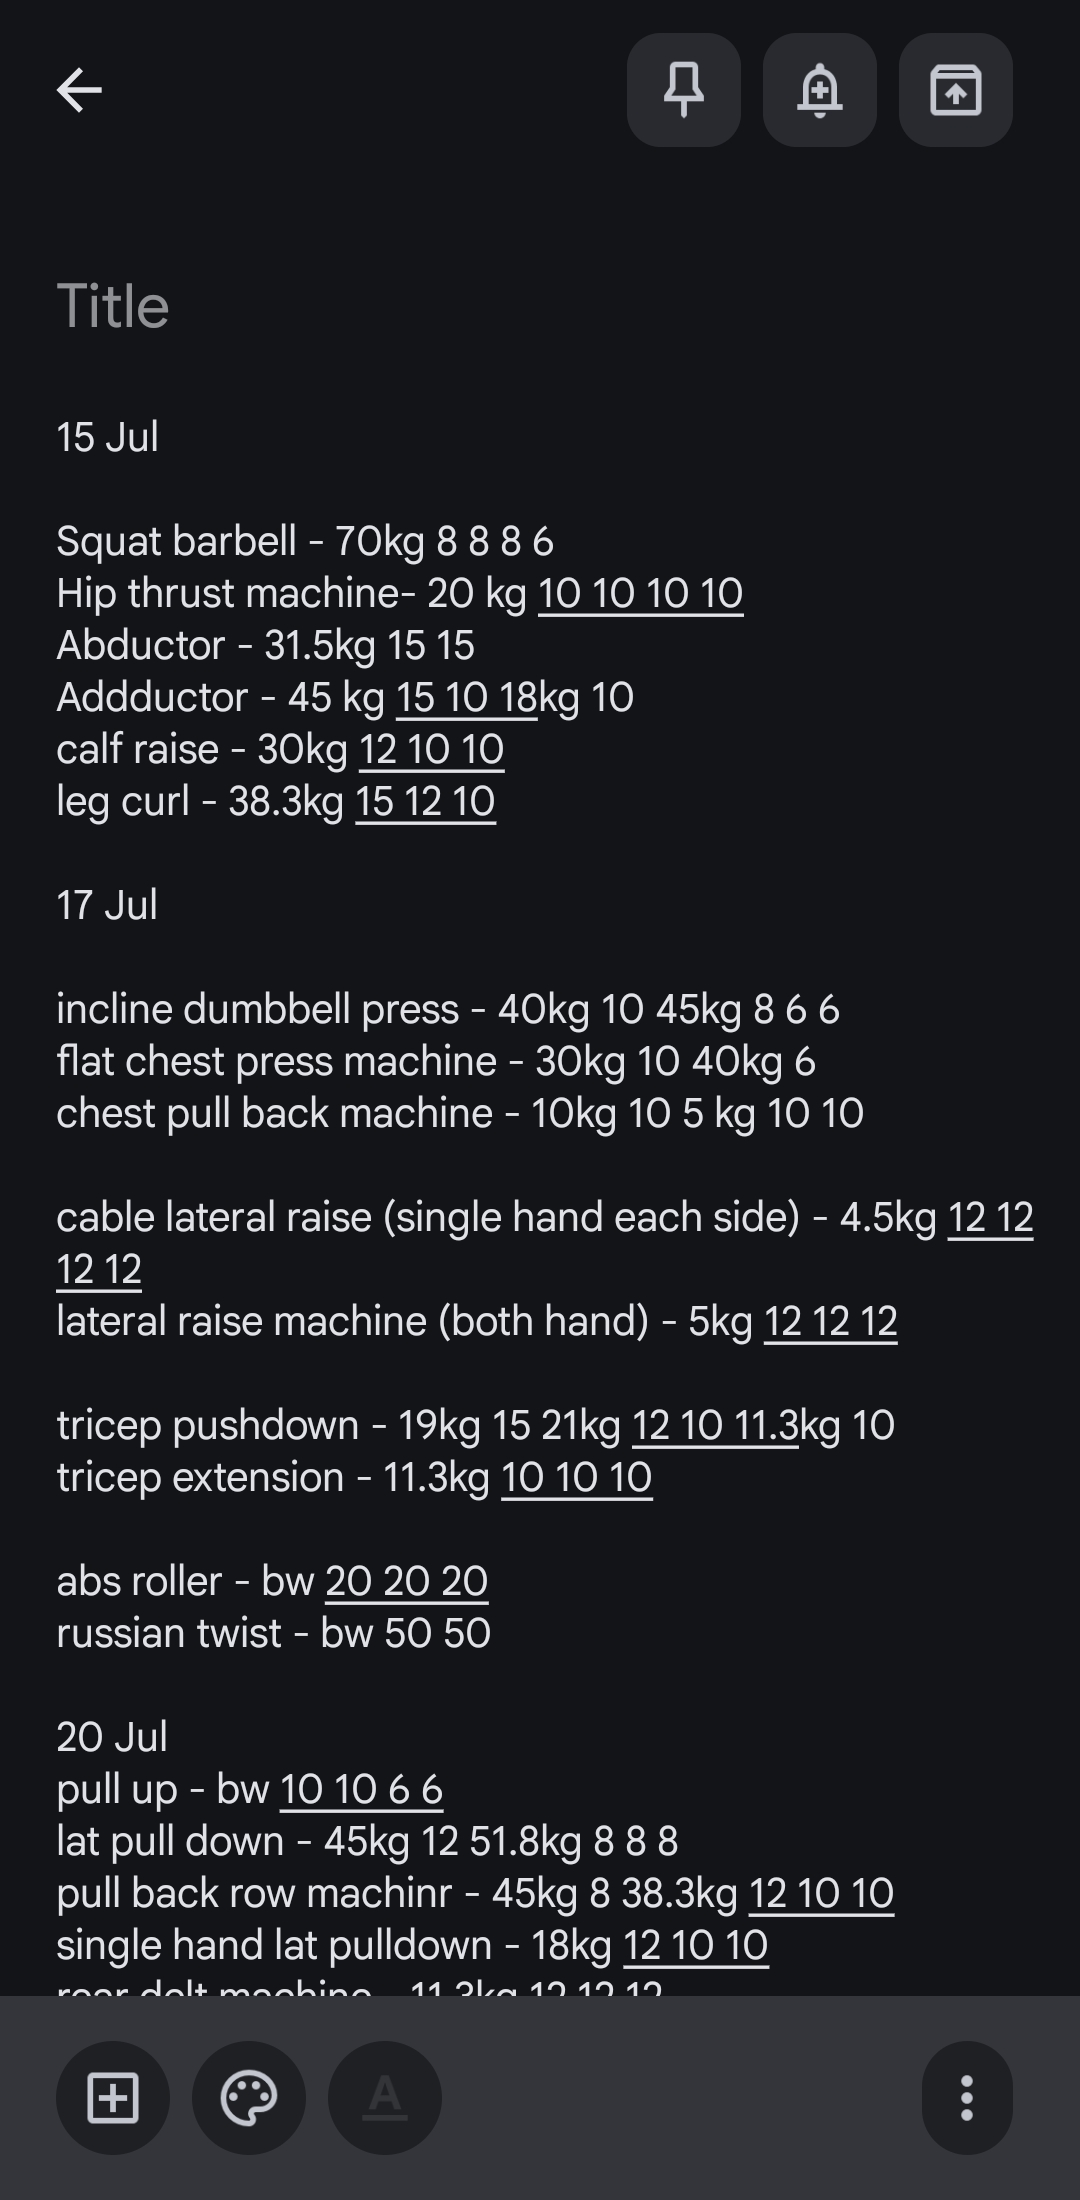 Title
15 Jul
Squat barbell - 70kg 8 8 8 6
Hip thrust machine- 20 kg 10 10 10 10
Abductor - 31.5kg 15 15
Addductor - 45 kg 15 10 18kg 10
calf raise - 30kg 12 10 10
leg curl - 38.3kg 15 12 10
17 Jul
incline dumbbell press - 40kg 10 45kg 8 6 6
flat chest press machine - 30kg 10 40kg 6
chest pull back machine - 10kg 10 5 kg 10 10
cable lateral raise (single hand each side) - 4.5kg 12 12
12 12
lateral raise machine (both hand) - 5kg 12 12 12
tricep pushdown - 19kg 15 21kg 12 10 11.3kg 10
tricep extension - 11.3kg 10 10 10
abs roller - bw 20 20 20
russian twist - bw 50 50
20 Jul
pull up - bw 10 10 6 6
lat pull down - 45kg 12 51.8kg 8 8 8
pull back row machinr - 45kg 8 38.3kg 12 10 10
single hand lat pulldown - 18kg 12 10 10
rear delt machine - 11.3kg 12 12 12
A